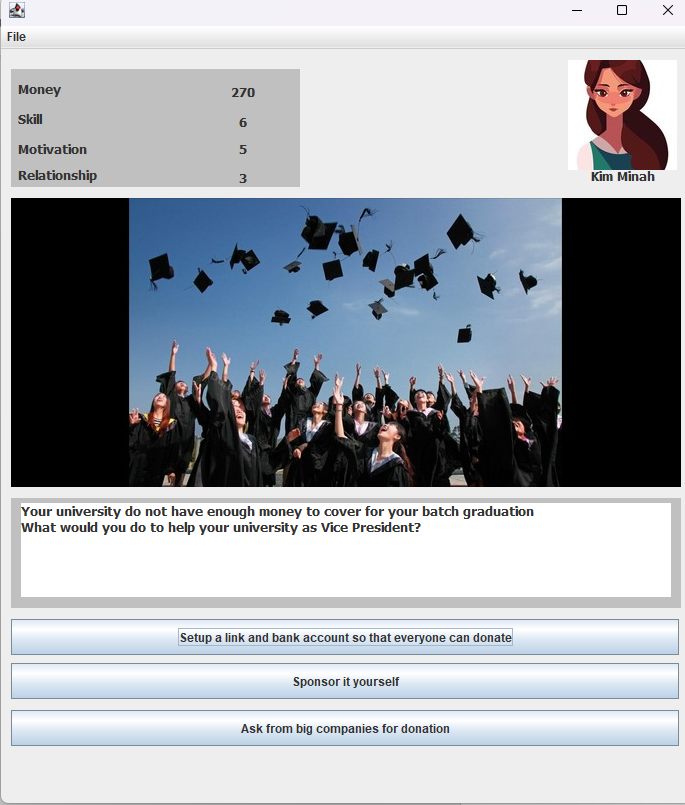 File
Money 270
Skill 6
Motivation 5
Relationship 3
Kim Minah
Your university do not have enough money to cover for your batch graduation
What would you do to help your university as Vice President?
Setup a link and bank account so that everyone can donate
Sponsor it yourself
Ask from big companies for donation